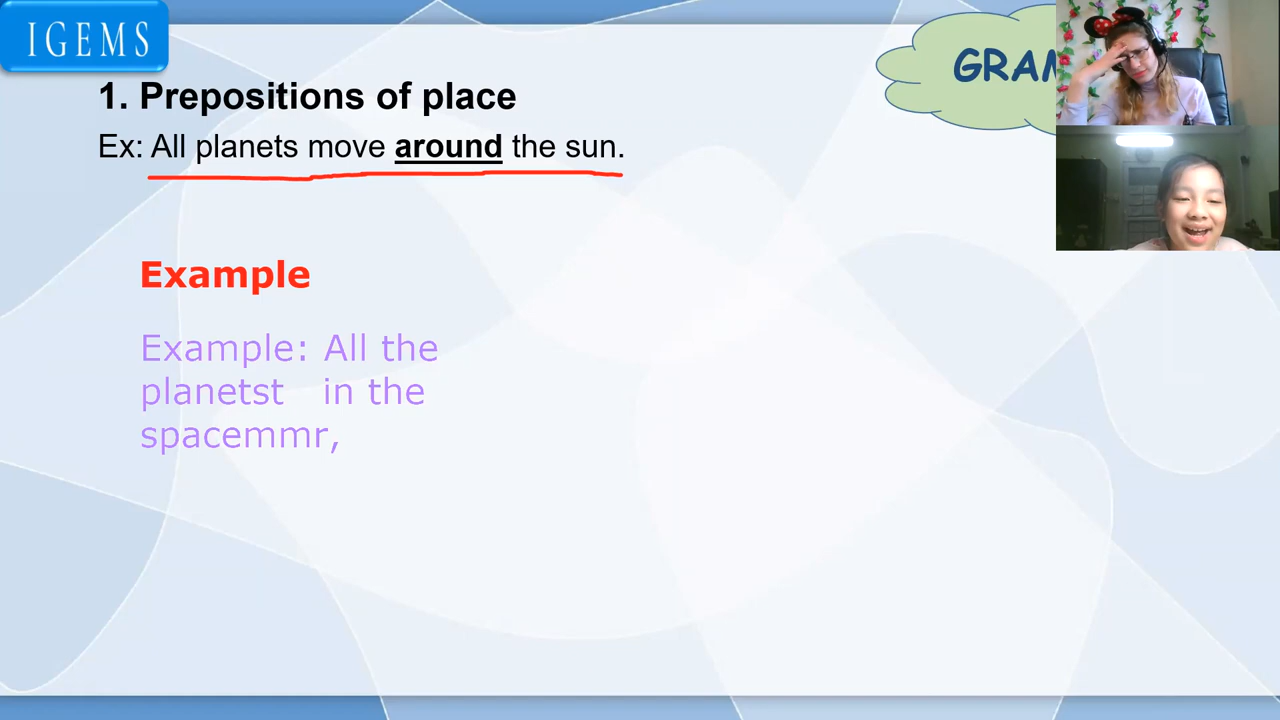 IGEMS
1. Prepositions of place
Ex: All planets move around the sun.
Example
Example: All the
planetst in the
spacemmr,